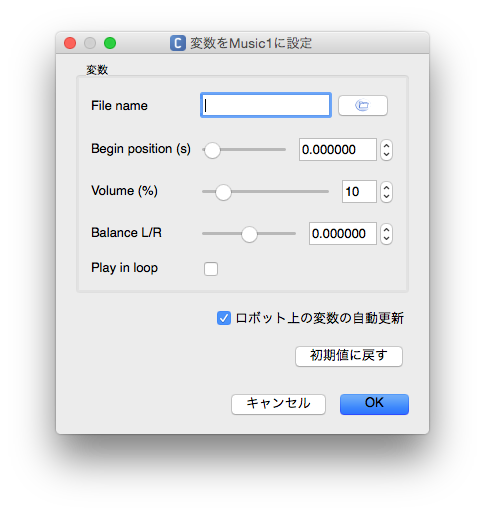 変数をMusic1に設定
変数
File name
Begin position (s) 0.000000
Volume (%) 10
Balance L/R 0.000000
Play in loop
ロボット上の変数の自動更新
初期値に戻す
キャンセル OK